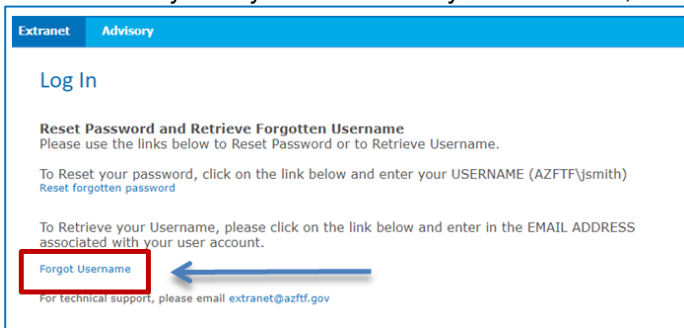 Extranet Advisory
Log In
Reset Password and Retrieve Forgotten Username
Please use the links below to Reset Password or to Retrieve Username.
To Reset your password, click on the link below and enter your USERNAME (AZFTF\jsmith)
Reset forgotten password
To Retrieve your Username, please click on the link below and enter in the EMAIL ADDRESS
associated with your user account.
Forgot Username
For technical support, please email extranet@azftf.gov